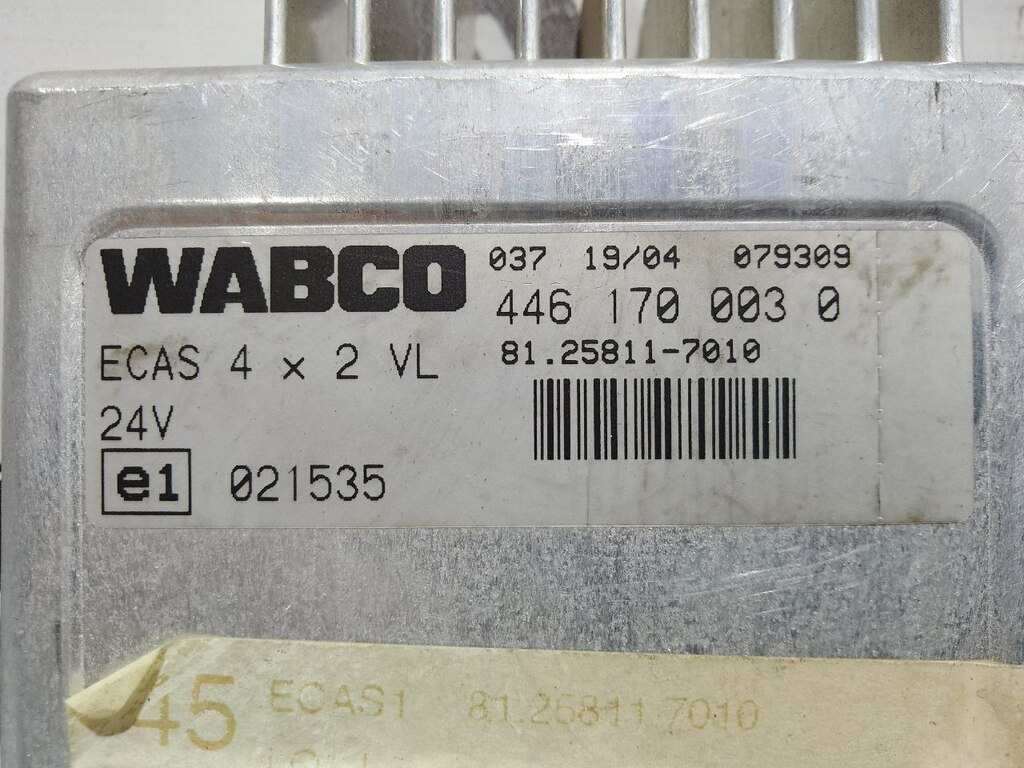 WABCO 037 19/04 079309
446 170 003 0
ECAS 4 x 2 VL 81.25811-7010
24V
e1 021535
45 ECAS1 81.25811.7010